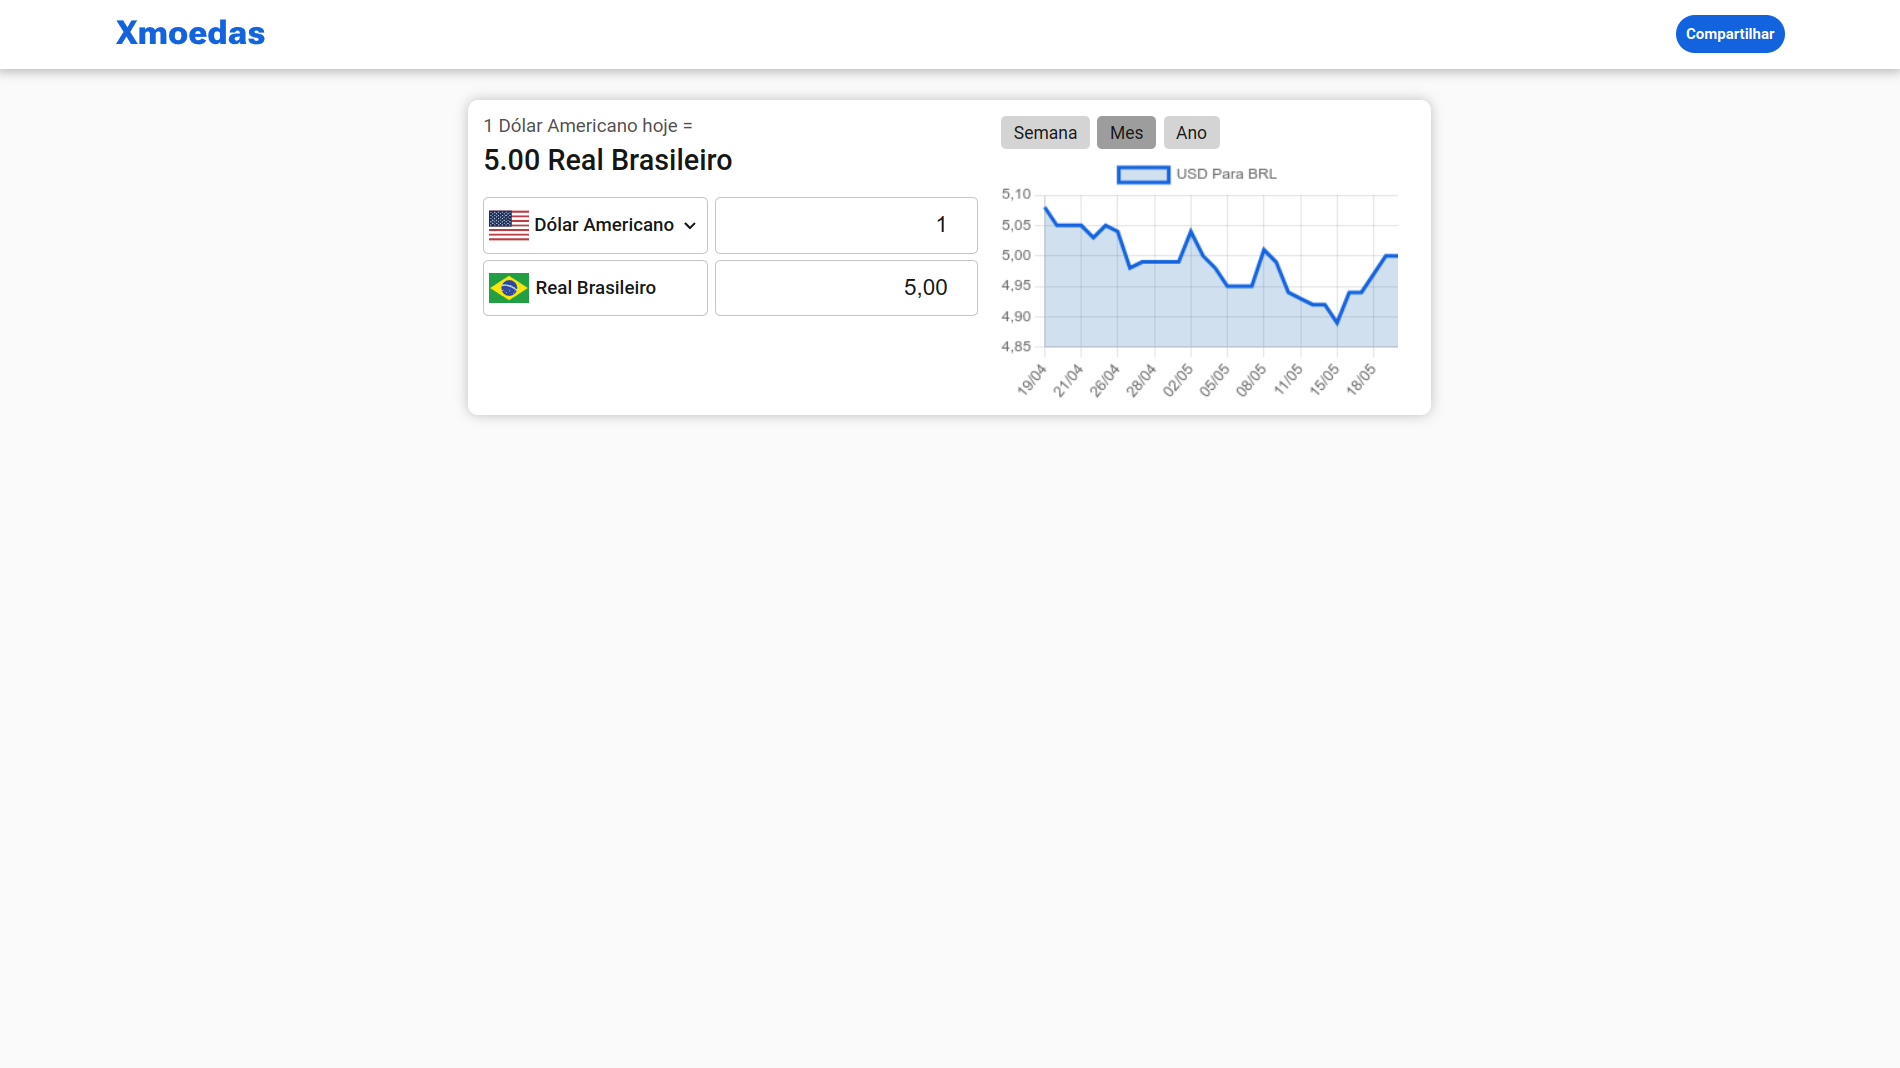 Xmoedas
Compartilhar
1 Dólar Americano hoje =
5.00 Real Brasileiro
Dólar Americano
1
Real Brasileiro
5,00
Semana
Mes
Ano
USD Para BRL
5,10
5,05
5,00
4,95
4,90
4,85
19/04
21/04
26/04
28/04
02/05
05/05
08/05
11/05
15/05
18/05